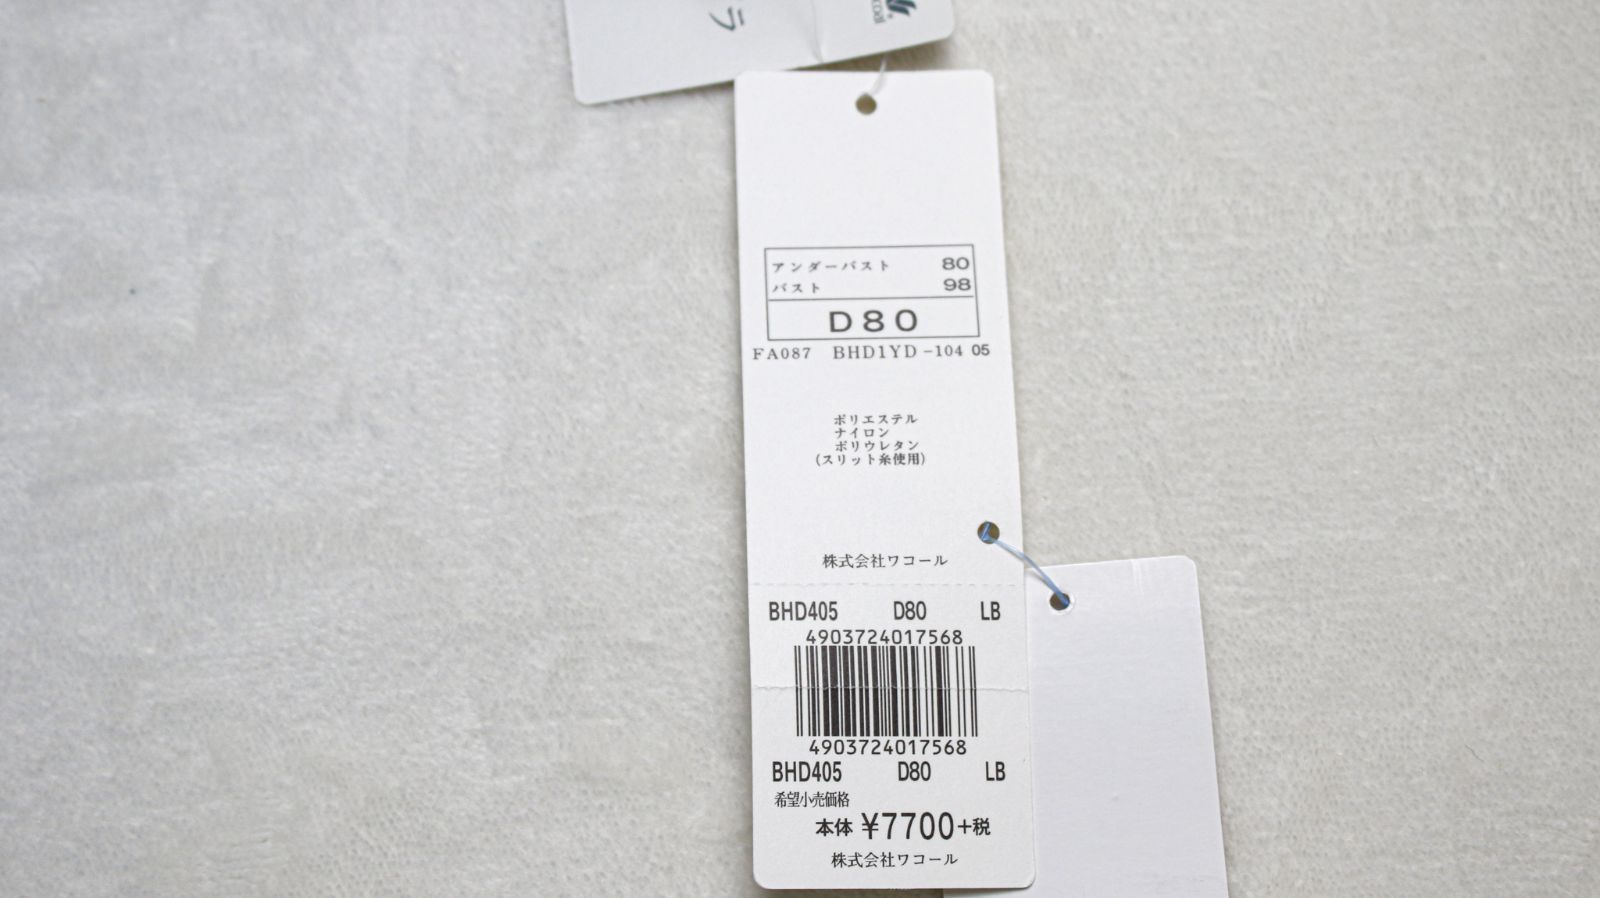 ラ
アンダーバスト 80
バスト 98
D80
FA087 BHD1YD-104 05
ポリエステル
ナイロン
ポリウレタン
(スリット糸使用)
株式会社ワコール
BHD405 D80 LB
4903724017568
4903724017568
BHD405 D80 LB
希望小売価格
本体 ¥7700+税
株式会社ワコール